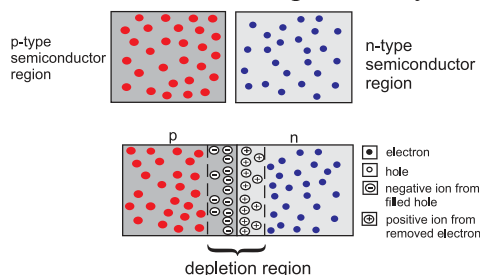 p-type
semiconductor
region
n-type
semiconductor
region
p
n
electron
hole
negative ion from
filled hole
positive ion from
removed electron
depletion region